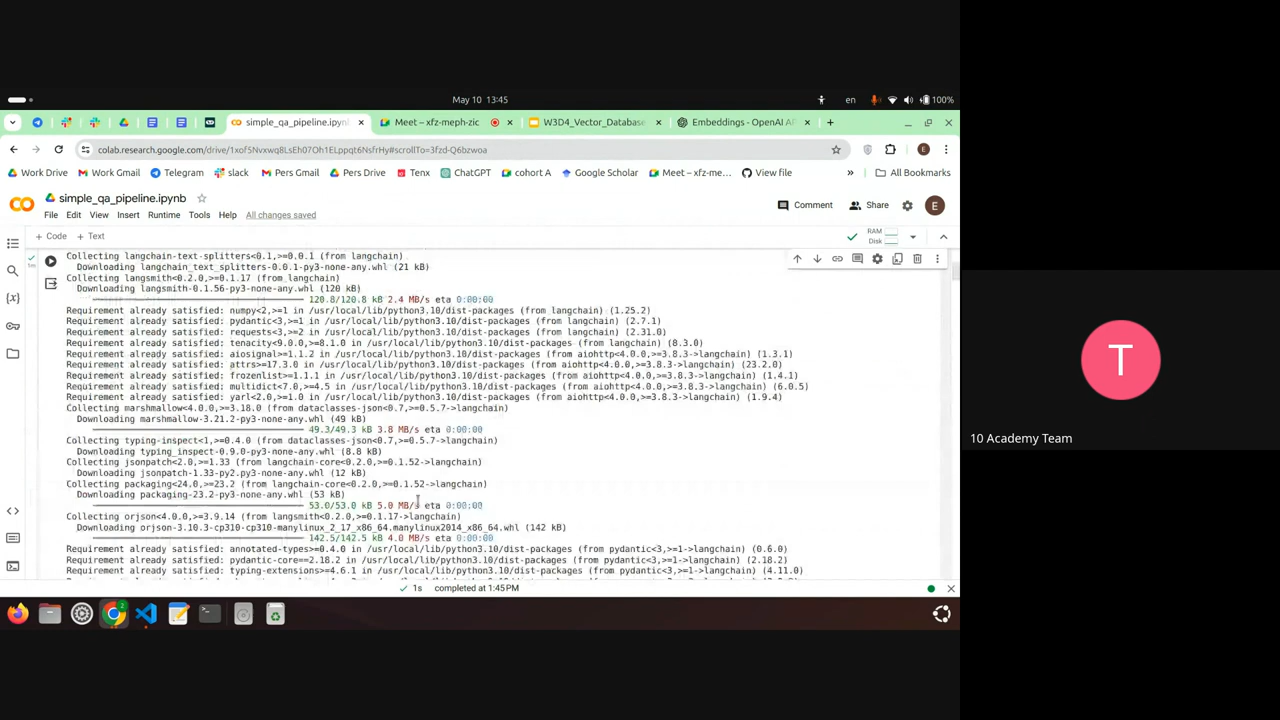 May 10 13:45
en
100%
simple_qa_pipeline.ipynb
Meet – xfz-meph-zic
W3D4_Vector_Database
Embeddings - OpenAI AP
colab.research.google.com/drive/1xof5Nvxwq8LsEh07Oh1ELppqt6NsfrHy#scrollTo=3fzd-Q6bzwoa
Work Drive
Work Gmail
Telegram
slack
Pers Gmail
Pers Drive
Tenx
ChatGPT
cohort A
Google Scholar
Meet – xfz-me...
View file
All Bookmarks
simple_qa_pipeline.ipynb
Comment
Share
E
File Edit View Insert Runtime Tools Help All changes saved
+ Code + Text
RAM
Disk
Collecting langchain-text-splitters<0.1,>=0.0.1 (from langchain)
Downloading langchain_text_splitters-0.0.1-py3-none-any.whl (21 kB)
Collecting langsmith<0.2.0,>=0.1.17 (from langchain)
Downloading langsmith-0.1.56-py3-none-any.whl (120 kB)
120.8/120.8 kB 2.4 MB/s eta 0:00:00
Requirement already satisfied: numpy<2,>=1 in /usr/local/lib/python3.10/dist-packages (from langchain) (1.25.2)
Requirement already satisfied: pydantic<3,>=1 in /usr/local/lib/python3.10/dist-packages (from langchain) (2.7.1)
Requirement already satisfied: requests<3,>=2 in /usr/local/lib/python3.10/dist-packages (from langchain) (2.31.0)
Requirement already satisfied: tenacity<9.0.0,>=8.1.0 in /usr/local/lib/python3.10/dist-packages (from langchain) (8.3.0)
Requirement already satisfied: aiosignal>=1.1.2 in /usr/local/lib/python3.10/dist-packages (from aiohttp<4.0.0,>=3.8.3->langchain) (1.3.1)
Requirement already satisfied: attrs>=17.3.0 in /usr/local/lib/python3.10/dist-packages (from aiohttp<4.0.0,>=3.8.3->langchain) (23.2.0)
Requirement already satisfied: frozenlist>=1.1.1 in /usr/local/lib/python3.10/dist-packages (from aiohttp<4.0.0,>=3.8.3->langchain) (1.4.1)
Requirement already satisfied: multidict<7.0,>=4.5 in /usr/local/lib/python3.10/dist-packages (from aiohttp<4.0.0,>=3.8.3->langchain) (6.0.5)
Requirement already satisfied: yarl<2.0,>=1.0 in /usr/local/lib/python3.10/dist-packages (from aiohttp<4.0.0,>=3.8.3->langchain) (1.9.4)
Collecting marshmallow<4.0.0,>=3.18.0 (from dataclasses-json<0.7,>=0.5.7->langchain)
Downloading marshmallow-3.21.2-py3-none-any.whl (49 kB)
49.3/49.3 kB 3.8 MB/s eta 0:00:00
Collecting typing-inspect<1,>=0.4.0 (from dataclasses-json<0.7,>=0.5.7->langchain)
Downloading typing_inspect-0.9.0-py3-none-any.whl (8.8 kB)
Collecting jsonpatch<2.0,>=1.33 (from langchain-core<0.2.0,>=0.1.52->langchain)
Downloading jsonpatch-1.33-py2.py3-none-any.whl (12 kB)
Collecting packaging<24.0,>=23.2 (from langchain-core<0.2.0,>=0.1.52->langchain)
Downloading packaging-23.2-py3-none-any.whl (53 kB)
53.0/53.0 kB 5.0 MB/s eta 0:00:00
Collecting orjson<4.0.0,>=3.9.14 (from langsmith<0.2.0,>=0.1.17->langchain)
Downloading orjson-3.10.3-cp310-cp310-manylinux_2_17_x86_64.manylinux2014_x86_64.whl (142 kB)
142.5/142.5 kB 4.0 MB/s eta 0:00:00
Requirement already satisfied: annotated-types>=0.4.0 in /usr/local/lib/python3.10/dist-packages (from pydantic<3,>=1->langchain) (0.6.0)
Requirement already satisfied: pydantic-core==2.18.2 in /usr/local/lib/python3.10/dist-packages (from pydantic<3,>=1->langchain) (2.18.2)
Requirement already satisfied: typing-extensions>=4.6.1 in /usr/local/lib/python3.10/dist-packages (from pydantic<3,>=1->langchain) (4.11.0)
1s completed at 1:45 PM
T
10 Academy Team